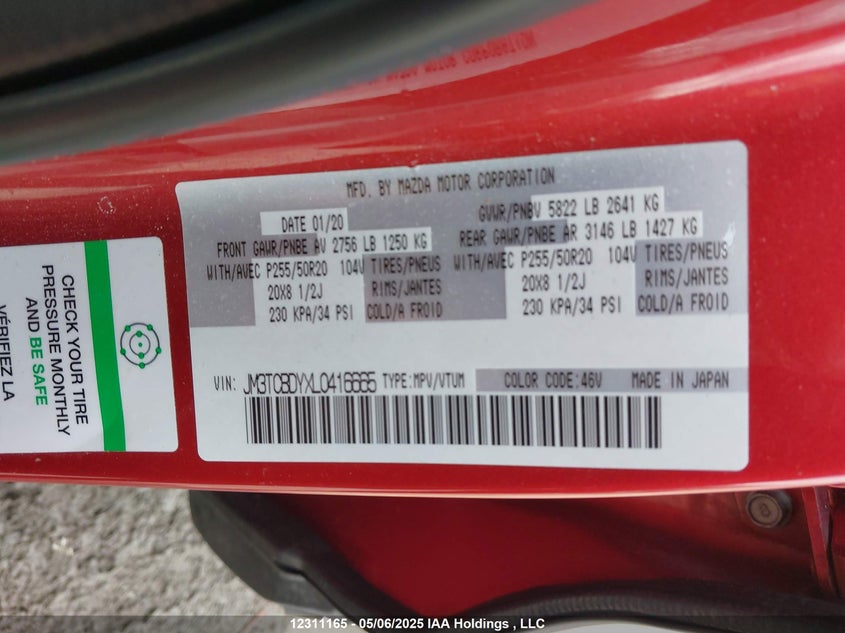 MFD. BY MAZDA MOTOR CORPORATION
DATE 01/20
GVWR/PNBV 5822 LB 2641 KG
FRONT GAWR/PNBE AV 2756 LB 1250 KG
REAR GAWR/PNBE AR 3146 LB 1427 KG
WITH/AVEC P255/50R20 104V TIRES/PNEUS
WITH/AVEC P255/50R20 104V TIRES/PNEUS
20X8 1/2J RIMS/JANTES
20X8 1/2J RIMS/JANTES
230 KPA/34 PSI COLD/A FROID
230 KPA/34 PSI COLD/A FROID
VIN: JM3TCBDYXL0416665 TYPE:MPV/VTUM COLOR CODE:46V MADE IN JAPAN
CHECK YOUR TIRE
PRESSURE MONTHLY
AND BE SAFE
VÉRIFIEZ LA
12311165 - 05/06/2025 IAA Holdings , LLC